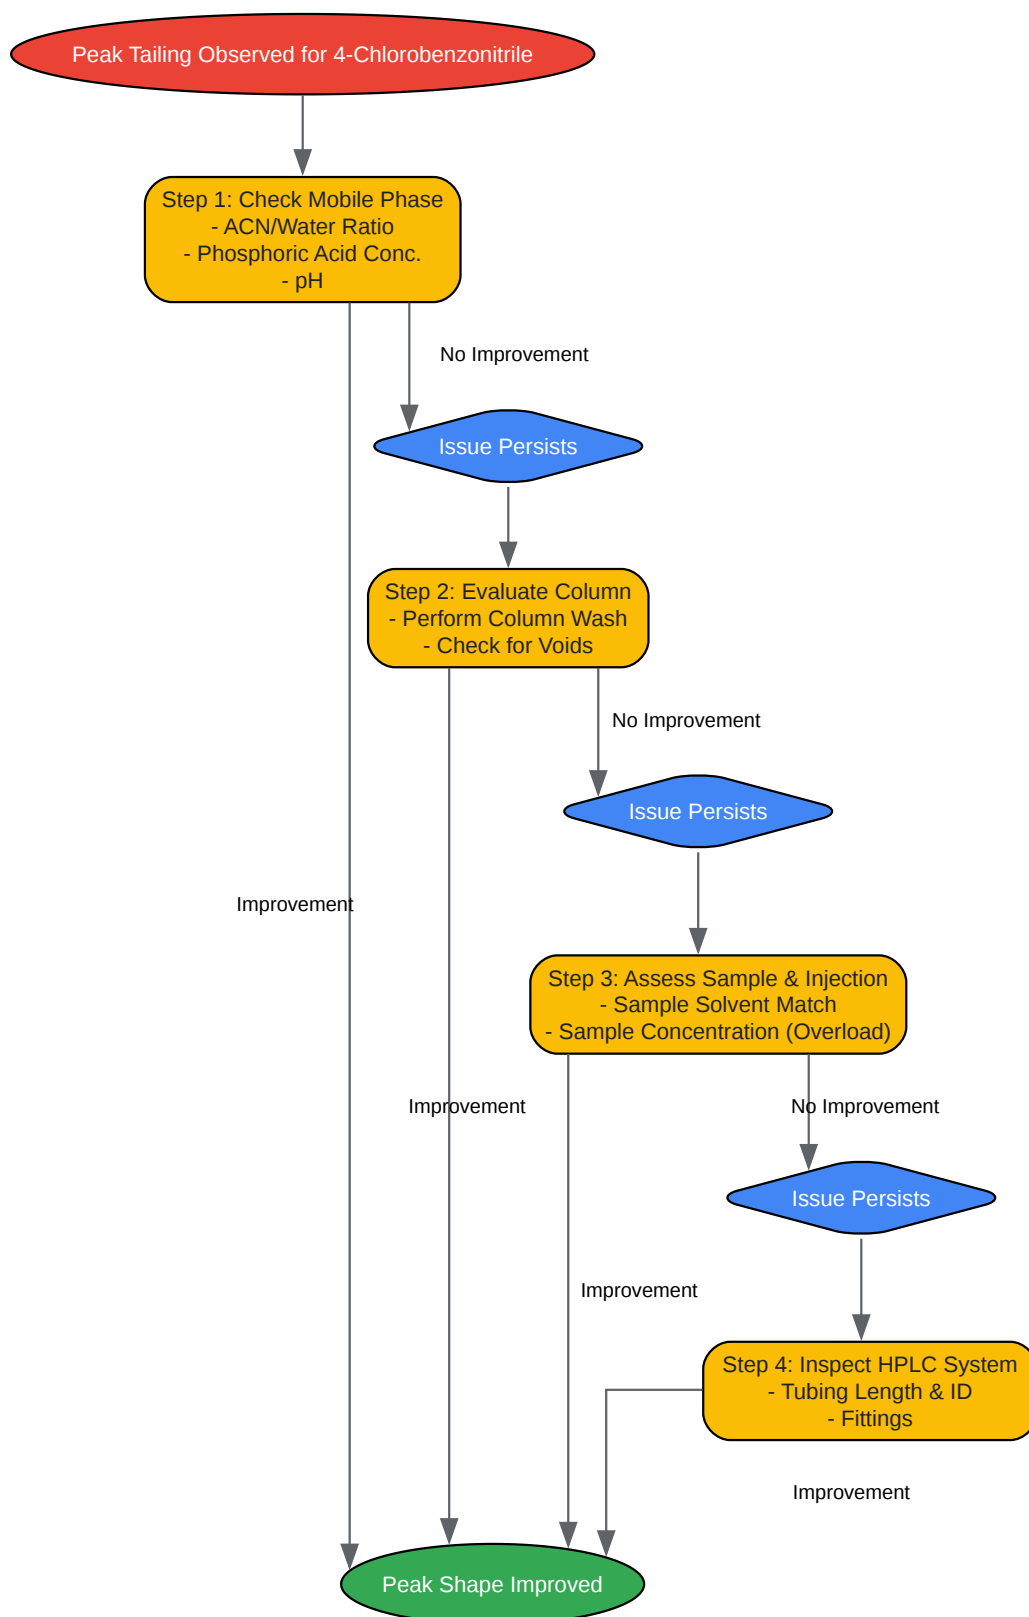 Peak Tailing Observed for 4-Chlorobenzonitrile
Step 1: Check Mobile Phase
- ACN/Water Ratio
- Phosphoric Acid Conc.
- pH
No Improvement
Issue Persists
Step 2: Evaluate Column
- Perform Column Wash
- Check for Voids
No Improvement
Issue Persists
Improvement
Step 3: Assess Sample & Injection
- Sample Solvent Match
- Sample Concentration (Overload)
Improvement
No Improvement
Issue Persists
Improvement
Step 4: Inspect HPLC System
- Tubing Length & ID
- Fittings
Improvement
Peak Shape Improved